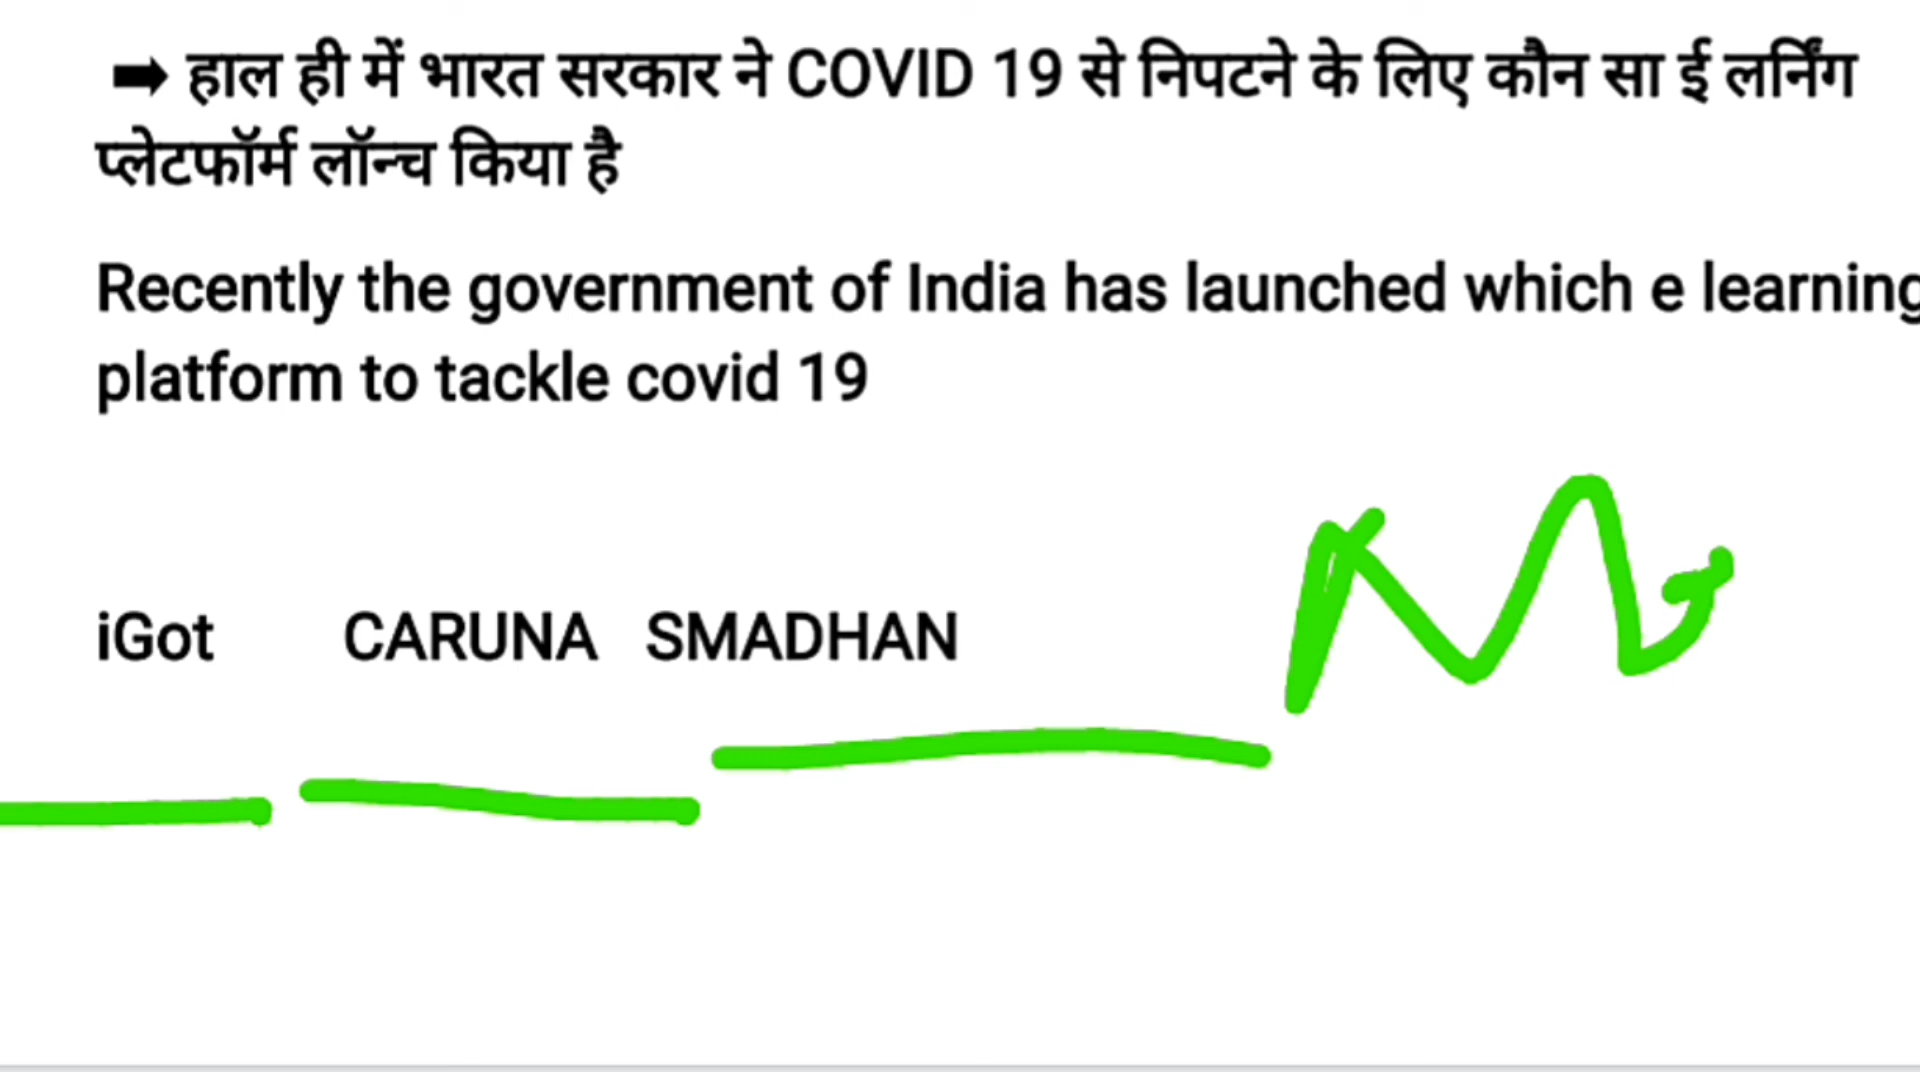 ➡ हाल ही में भारत सरकार ने COVID 19 से निपटने के लिए कौन सा ई लर्निंग
प्लेटफॉर्म लॉन्च किया है
Recently the government of India has launched which e learning
platform to tackle covid 19
iGot CARUNA SMADHAN